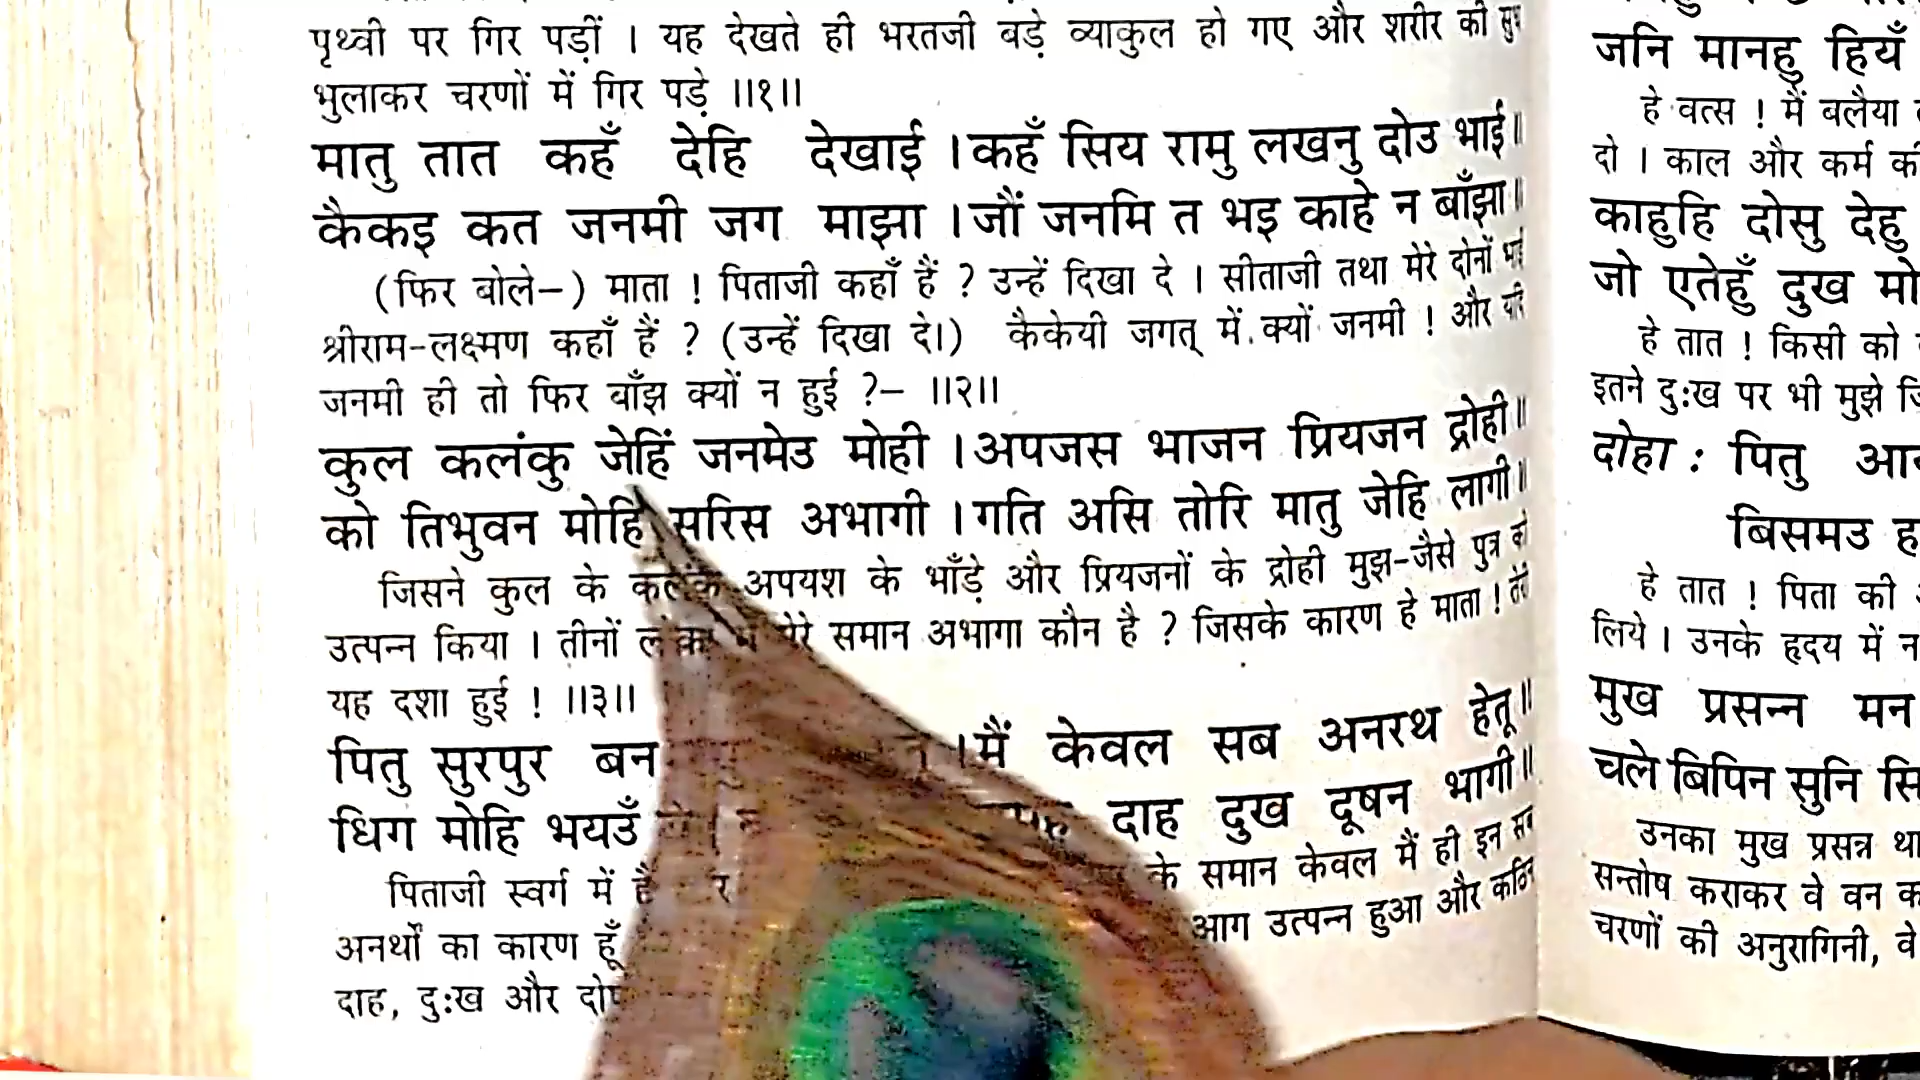 पृथ्वी पर गिर पड़ीं । यह देखते ही भरतजी बड़े व्याकुल हो गए और शरीर की
भुलाकर चरणों में गिर पड़े ॥१॥
मातु तात कहँ देहि देखाई । कहँ सिय रामु लखनु दोउ भाई॥
कैकइ कत जनमी जग माझा । जौं जनमि त भइ काहे न बाँझा॥
(फिर बोले–) माता ! पिताजी कहाँ हैं ? उन्हें दिखा दे । सीताजी तथा मेरे दोनों भाई
श्रीराम-लक्ष्मण कहाँ हैं ? (उन्हें दिखा दे।) कैकेयी जगत् में क्यों जनमी ! और यदि
जनमी ही तो फिर बाँझ क्यों न हुई ?– ॥२॥
कुल कलंकु जेहिं जनमेउ मोही । अपजस भाजन प्रियजन द्रोही॥
को तिभुवन मोहि सरिस अभागी । गति असि तोरि मातु जेहि लागी॥
जिसने कुल के कलंक अपयश के भाँड़े और प्रियजनों के द्रोही मुझ-जैसे पुत्र को
उत्पन्न किया । तीनों मेरे समान अभागा कौन है ? जिसके कारण हे माता ! तेरी
यह दशा हुई ! ॥३॥
पितु सुरपुर बन । मैं केवल सब अनरथ हेतू॥
धिग मोहि भयउँ दाह दुख दूषन भागी॥
पिताजी स्वर्ग में के समान केवल मैं ही इन सब
अनर्थों का कारण हूँ आग उत्पन्न हुआ और कठिन
दाह, दुःख और
जनि मानहु हियँ
हे वत्स ! मैं बलैया
दो । काल और कर्म की
काहुहि दोसु देहु
जो एतेहुँ दुख
हे तात ! किसी को
इतने दुःख पर भी मुझे
दोहा : पितु
बिसमउ
हे तात ! पिता की
लिये । उनके हृदय में
मुख प्रसन्न मन
चले बिपिन सुनि
उनका मुख प्रसन्न था
सन्तोष कराकर वे वन
चरणों की अनुरागिनी, वे